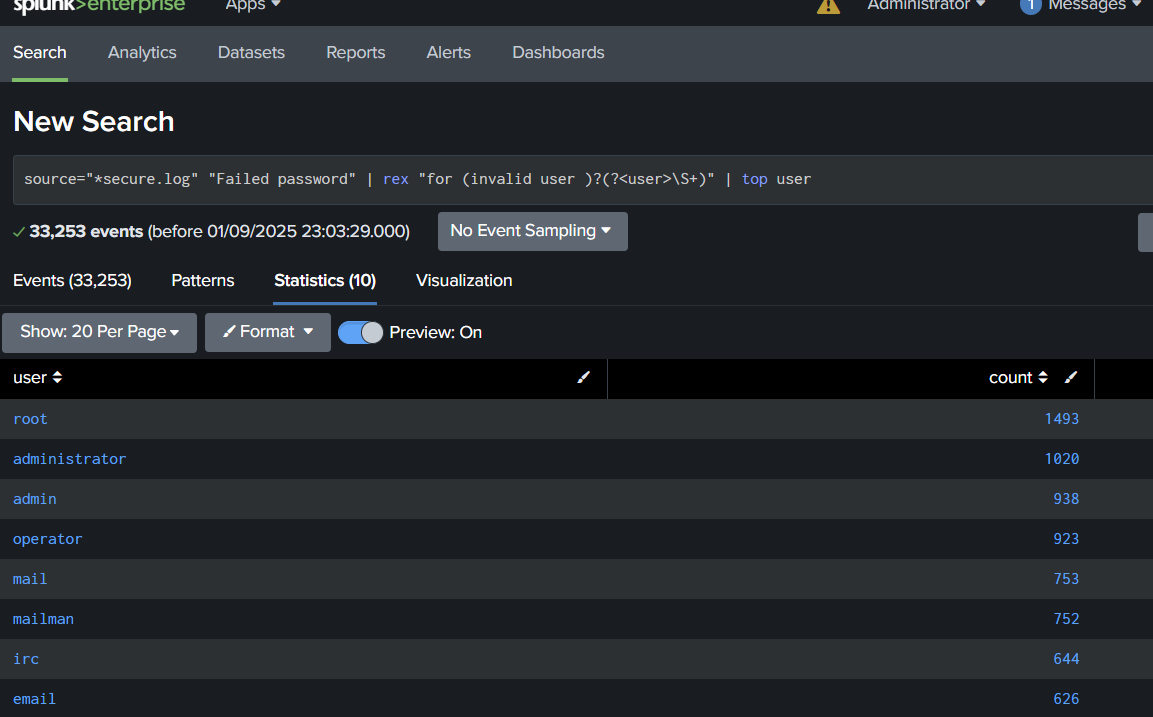 splunk>enterprise Apps Administrator 1 Messages
Search Analytics Datasets Reports Alerts Dashboards
New Search
source="*secure.log" "Failed password" | rex "for (invalid user )?(?<user>\S+)" | top user
33,253 events (before 01/09/2025 23:03:29.000) No Event Sampling
Events (33,253) Patterns Statistics (10) Visualization
Show: 20 Per Page Format Preview: On
user count
root 1493
administrator 1020
admin 938
operator 923
mail 753
mailman 752
irc 644
email 626